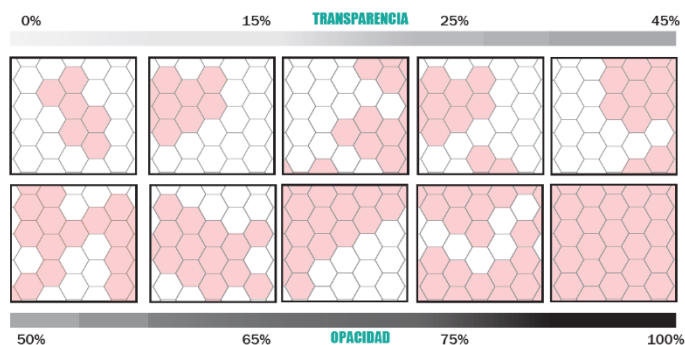 TRANSPARENCIA
0% 15% 25% 45%
50% 65% 75% 100%
OPACIDAD